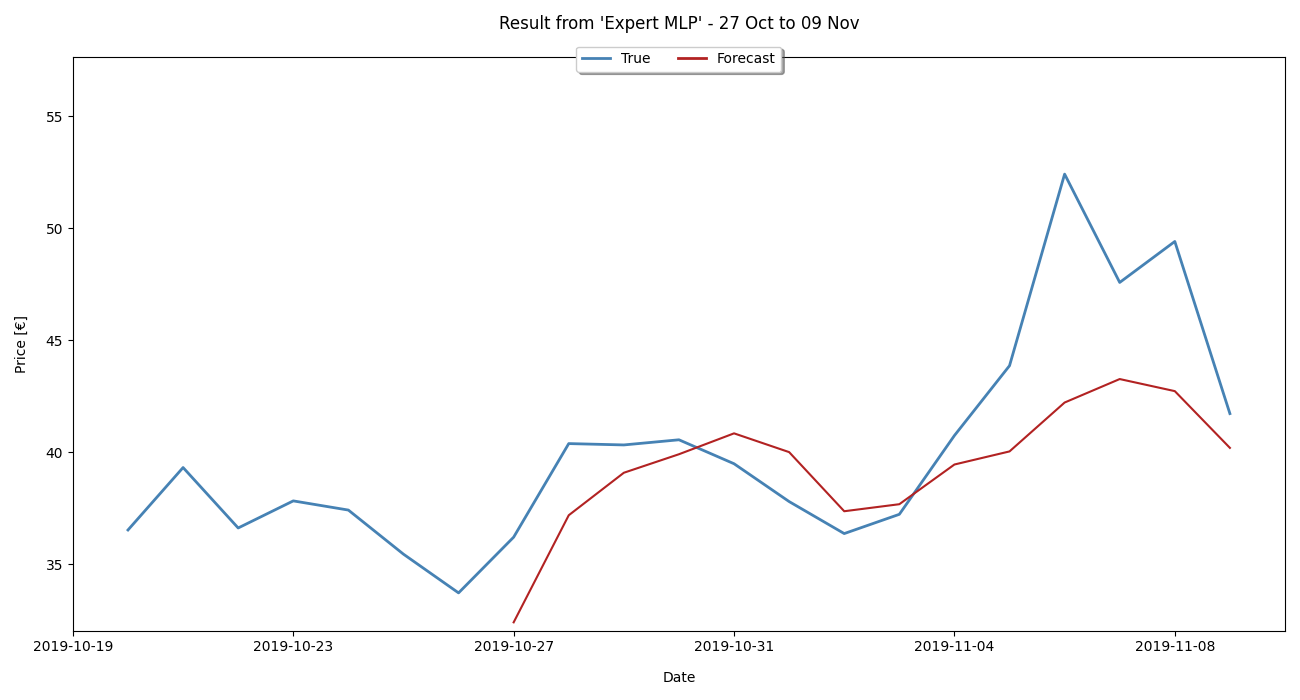 Result from 'Expert MLP' - 27 Oct to 09 Nov
True Forecast
55
50
45
40
35
Price [€]
2019-10-19 2019-10-23 2019-10-27 2019-10-31 2019-11-04 2019-11-08
Date